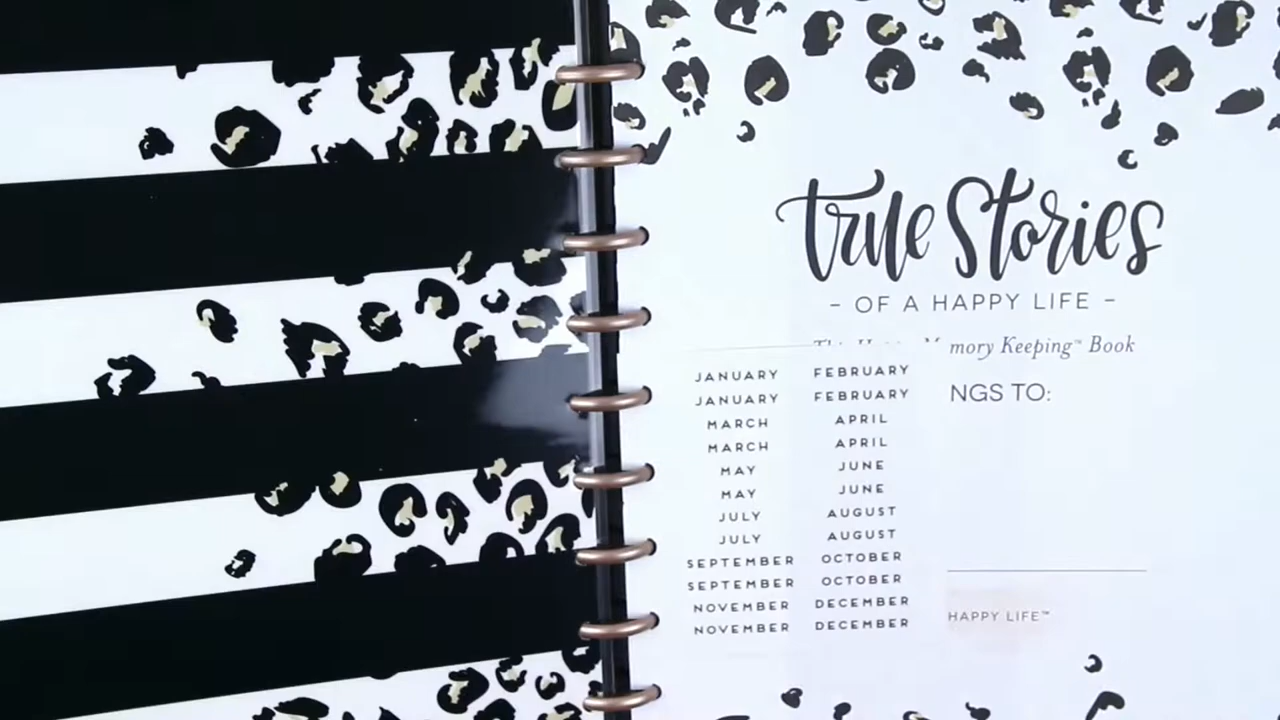 true Stories
- OF A HAPPY LIFE -
mory Keeping™ Book
JANUARY FEBRUARY
JANUARY FEBRUARY
NGS TO:
MARCH APRIL
MARCH APRIL
MAY JUNE
MAY JUNE
JULY AUGUST
JULY AUGUST
SEPTEMBER OCTOBER
SEPTEMBER OCTOBER
NOVEMBER DECEMBER
HAPPY LIFE™
NOVEMBER DECEMBER